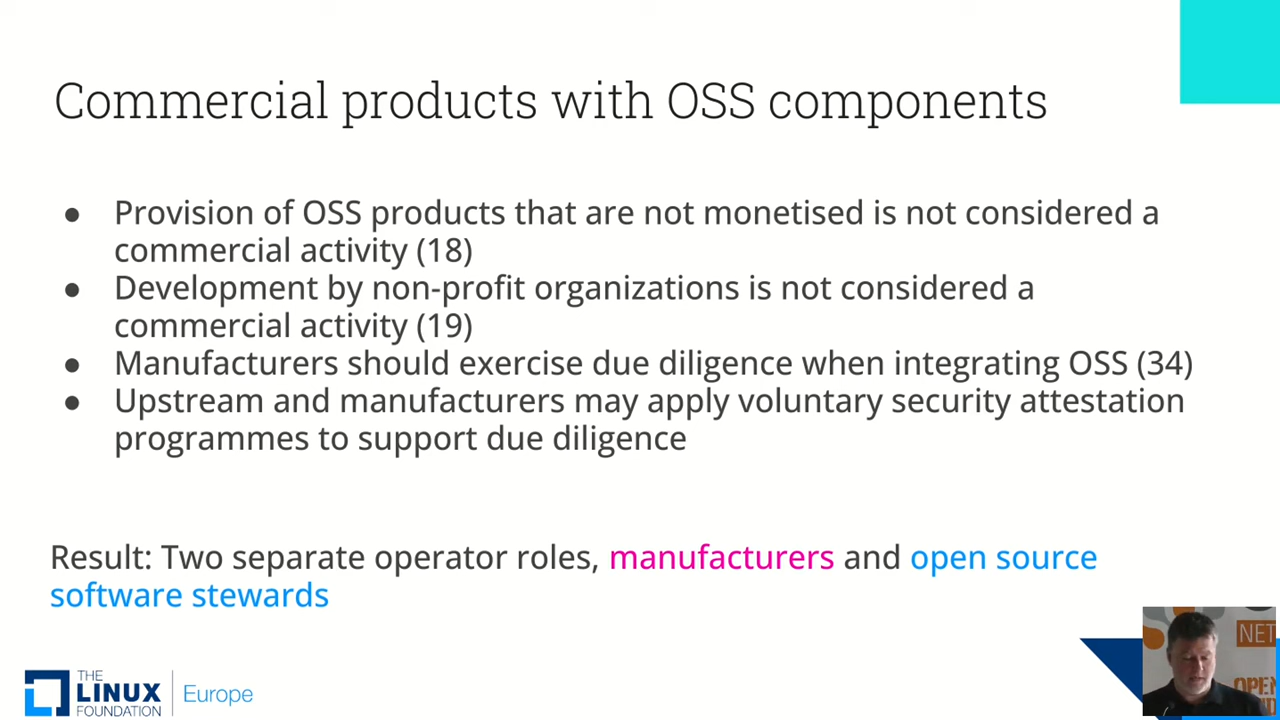 Commercial products with OSS components
● Provision of OSS products that are not monetised is not considered a
commercial activity (18)
● Development by non-profit organizations is not considered a
commercial activity (19)
● Manufacturers should exercise due diligence when integrating OSS (34)
● Upstream and manufacturers may apply voluntary security attestation
programmes to support due diligence
Result: Two separate operator roles, manufacturers and open source
software stewards
THE
LINUX
FOUNDATION
Europe
NET
OPEN